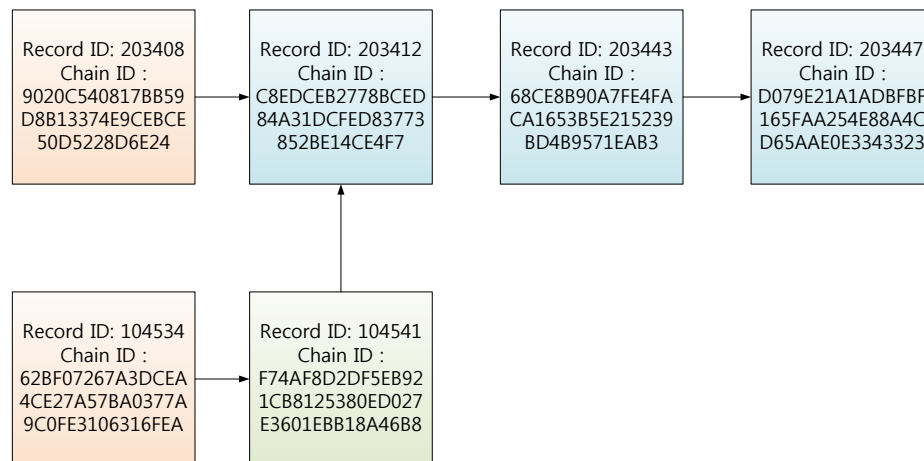 Record ID: 203408
Chain ID :
9020C540817BB59
D8B13374E9CEBCE
50D5228D6E24
Record ID: 203412
Chain ID :
C8EDCEB2778BCED
84A31DCFED83773
852BE14CE4F7
Record ID: 203443
Chain ID :
68CE8B90A7FE4FA
CA1653B5E215239
BD4B9571EAB3
Record ID: 203447
Chain ID :
D079E21A1ADBFBF
165FAA254E88A4C
D65AAE0E3343323
Record ID: 104534
Chain ID :
62BF07267A3DCEA
4CE27A57BA0377A
9C0FE3106316FEA
Record ID: 104541
Chain ID :
F74AF8D2DF5EB92
1CB8125380ED027
E3601EBB18A46B8